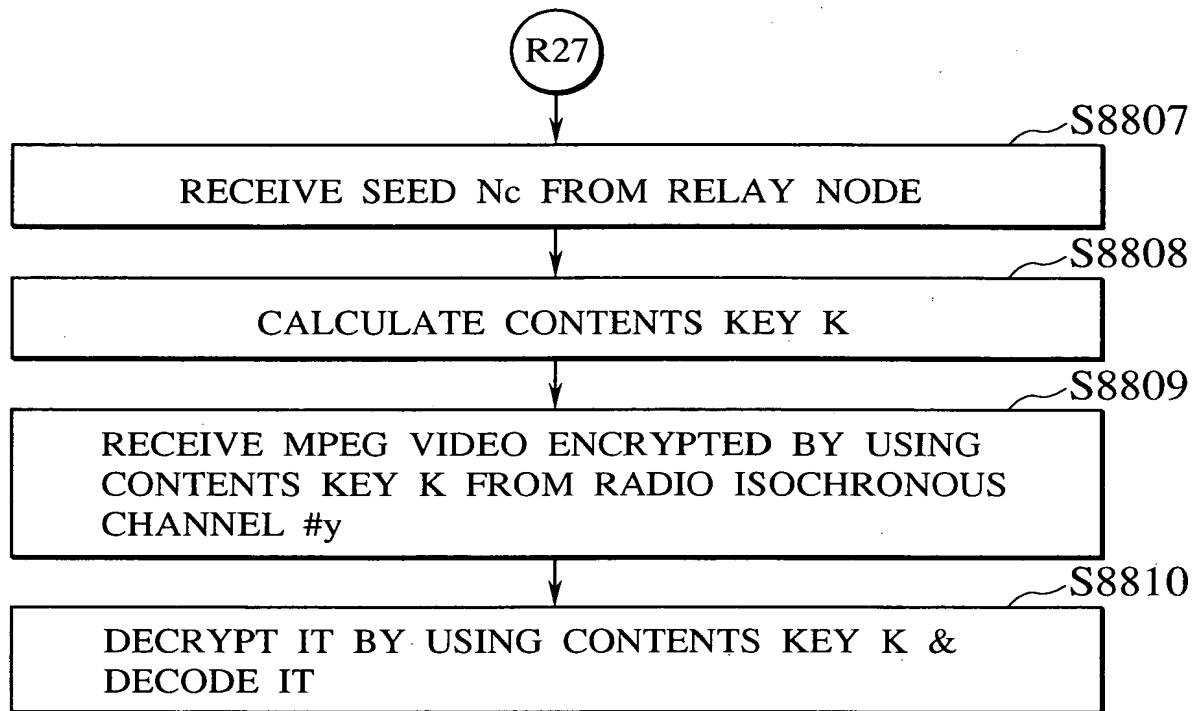 R27
S8807
RECEIVE SEED Nc FROM RELAY NODE
S8808
CALCULATE CONTENTS KEY K
S8809
RECEIVE MPEG VIDEO ENCRYPTED BY USING
CONTENTS KEY K FROM RADIO ISOCHRONOUS
CHANNEL #y
S8810
DECRYPT IT BY USING CONTENTS KEY K &
DECODE IT